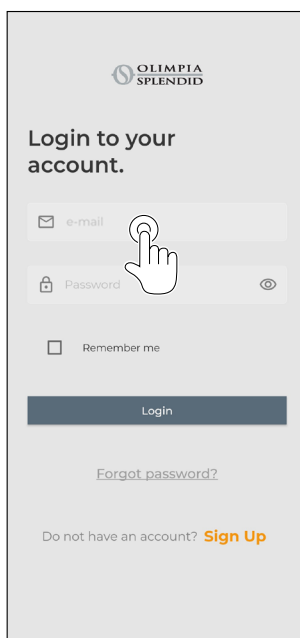 OLIMPIA
SPLENDID
Login to your
account.
e-mail
Password
Remember me
Login
Forgot password?
Do not have an account? Sign Up